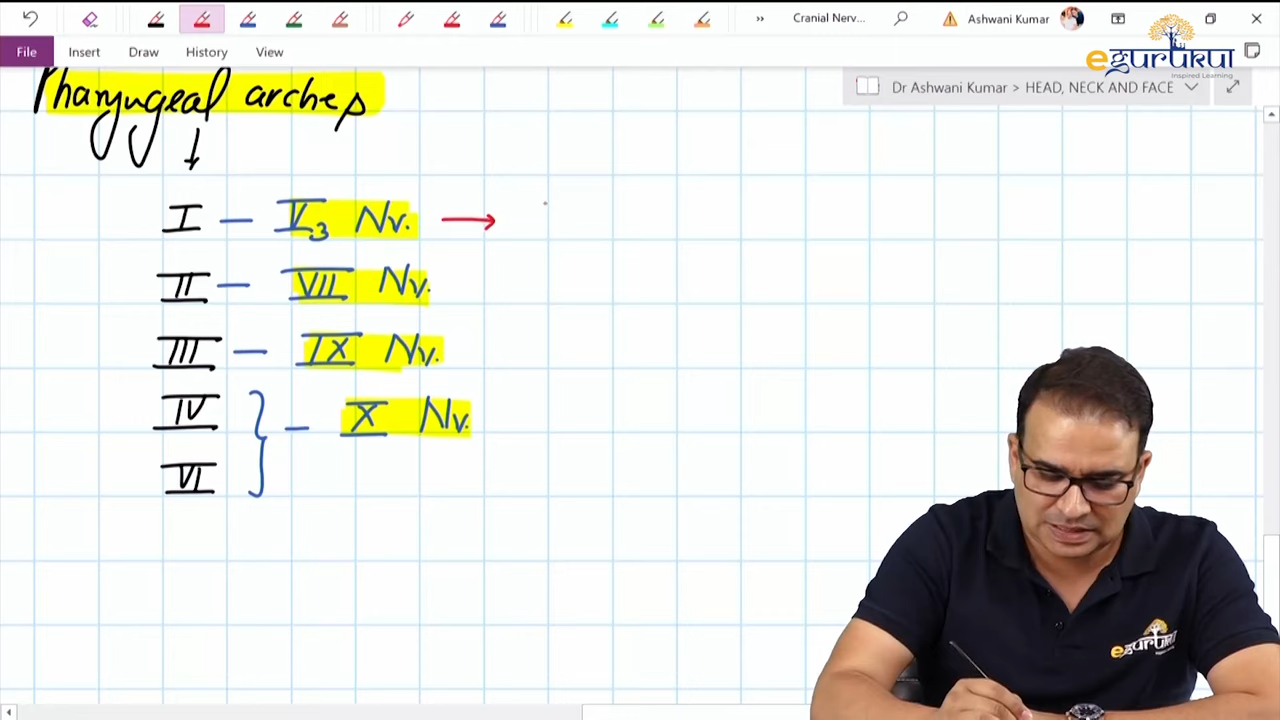 Cranial Nerv...
Ashwani Kumar
File Insert Draw History View
egurukul
Inspired Learning
Dr Ashwani Kumar > HEAD, NECK AND FACE
Pharyngeal arches
I - V3 Nv.
II - VII Nv.
III - IX Nv.
IV
VI } - X Nv.
egurukul